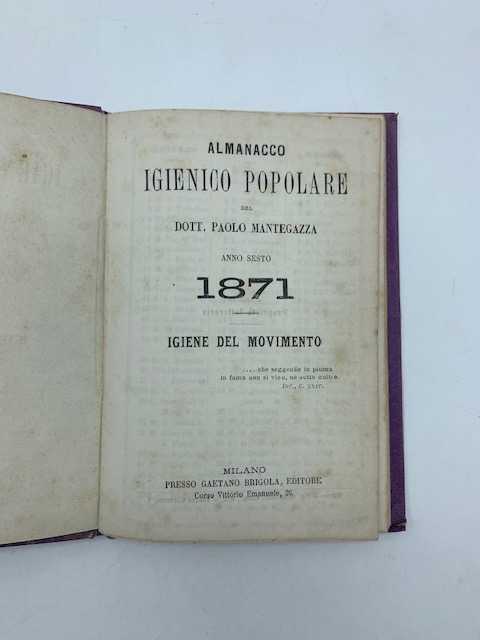 ALMANACCO
IGIENICO POPOLARE
DEL
DOTT. PAOLO MANTEGAZZA
ANNO SESTO
1871
IGIENE DEL MOVIMENTO
.... che seggendo in piuma
in fama non si vien, nè sotto coltre.
Inf., C. XXIV.
MILANO
PRESSO GAETANO BRIGOLA, EDITORE
Corso Vittorio Emanuele, 26.